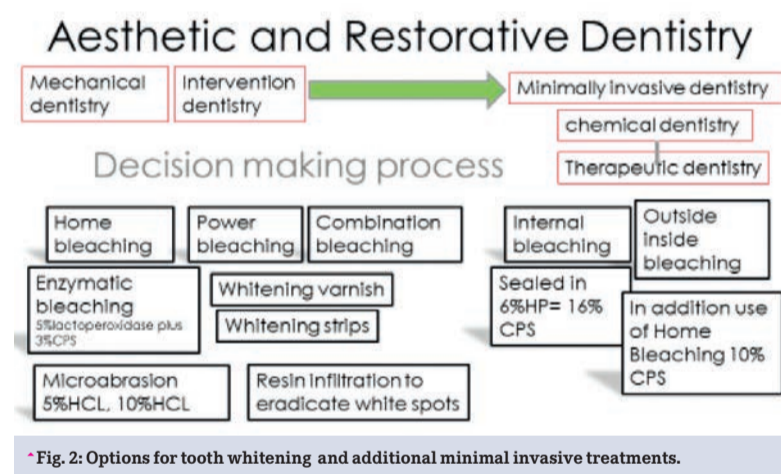 Aesthetic and Restorative Dentistry
Mechanical
dentistry
Intervention
dentistry
Minimally invasive dentistry
chemical dentistry
Therapeutic dentistry
Decision making process
Home
bleaching
Power
bleaching
Combination
bleaching
Internal
bleaching
Outside
inside
bleaching
Enzymatic
bleaching
5%lactoperoxidase plus
3%CPS
Whitening varnish
Whitening strips
Sealed in
6%HP= 16%
CPS
In addition use
of Home
Bleaching 10%
CPS
Microabrasion
5%HCL, 10%HCL
Resin infiltration to
eradicate white spots
Fig. 2: Options for tooth whitening and additional minimal invasive treatments.